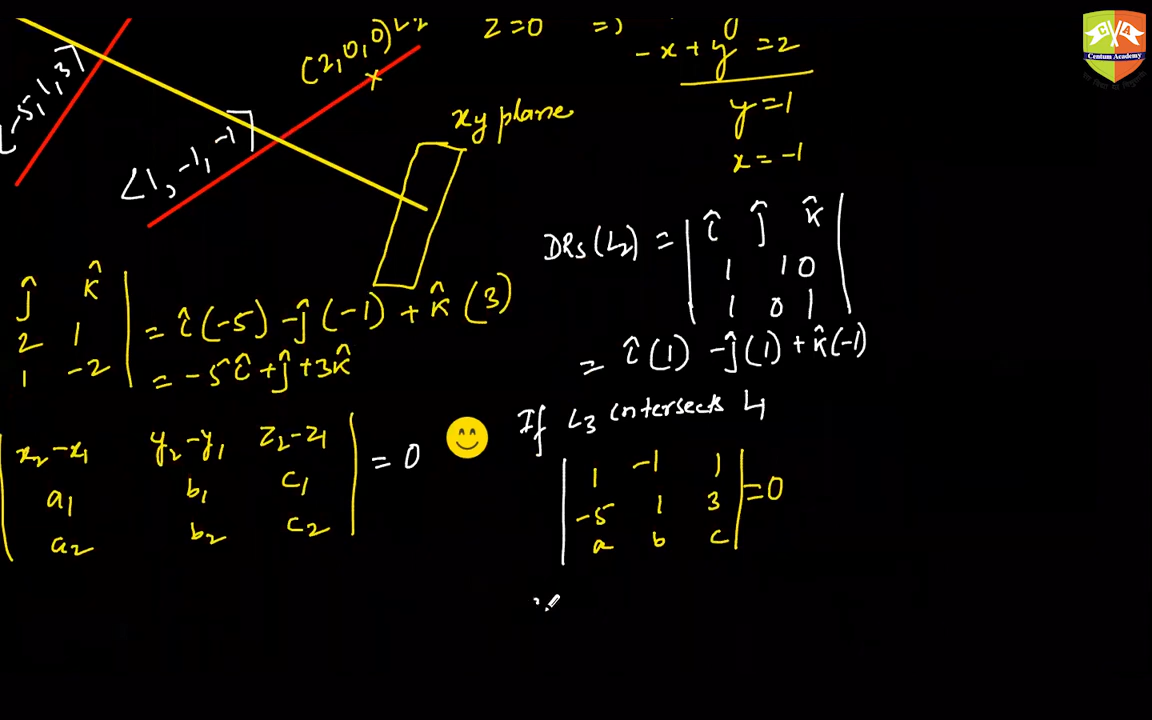 (2,0,0) L2
Z=0 =>
-x + y = 2
y = 1
x = -1
-5, 1, 3>
<1, -1, -1>
xy plane
ĵ k̂
2 1
1 -2
= î(-5) - ĵ(-1) + k̂(3)
= -5î + ĵ + 3k̂
x2-x1 y2-y1 z2-z1
a1 b1 c1
a2 b2 c2
= 0
DRs(L2) = | î ĵ k̂ |
1 1 0
1 0 1
= î(1) - ĵ(1) + k̂(-1)
If L3 intersects L1
1 -1 1
-5 1 3
a b c
= 0
Centum Academy